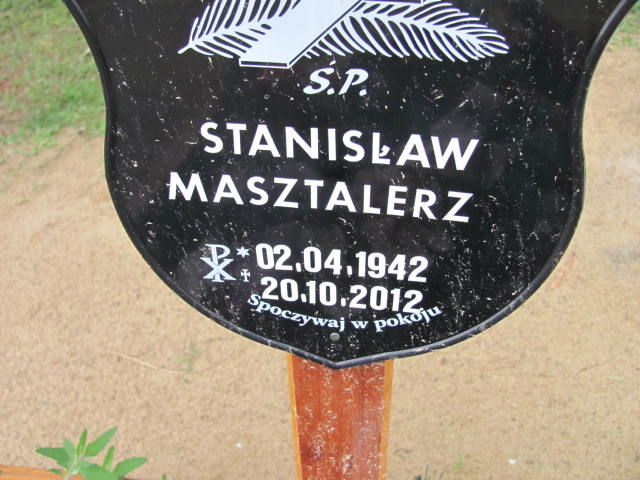 Ś.P.
STANISŁAW
MASZTALERZ
* 02.04.1942
✝ 20.10.2012
Spoczywaj w pokoju